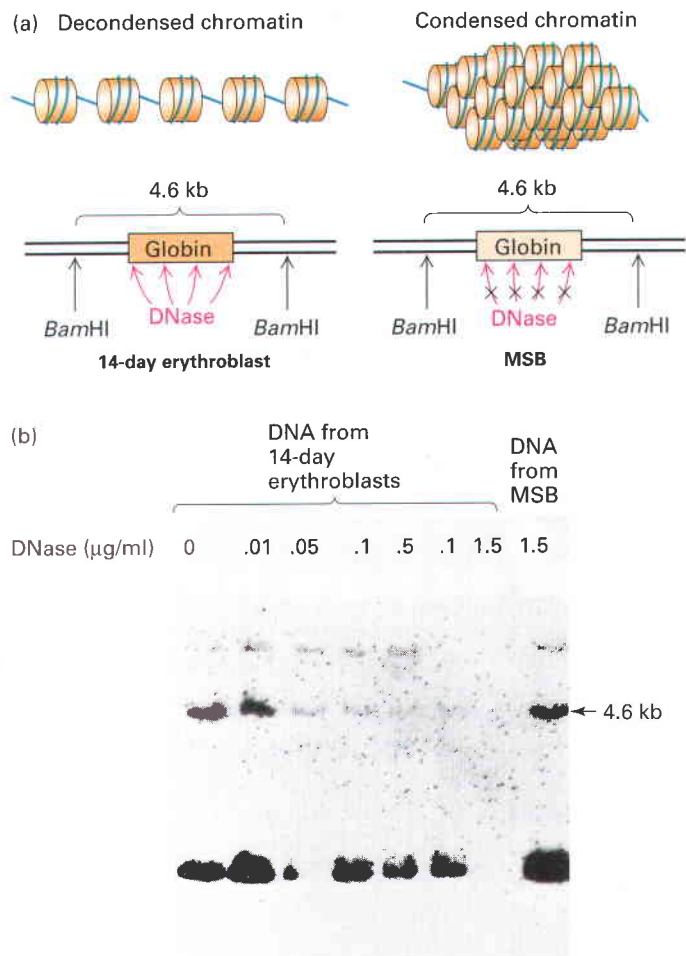 (a) Decondensed chromatin
Condensed chromatin
4.6 kb
Globin
DNase
BamHI
BamHI
14-day erythroblast
4.6 kb
Globin
DNase
BamHI
BamHI
MSB
(b)
DNA from
14-day
erythroblasts
DNA
from
MSB
DNase (μg/ml) 0 .01 .05 .1 .5 .1 1.5 1.5
4.6 kb